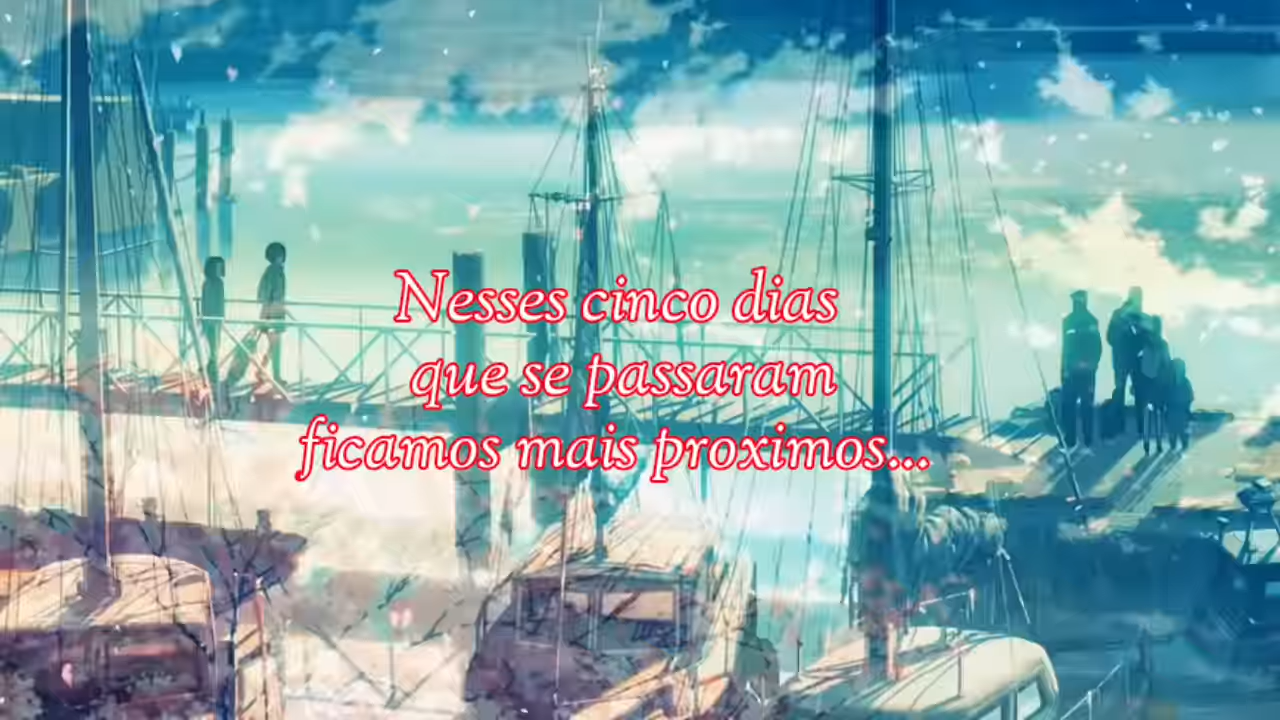 Nesses cinco dias
que se passaram
ficamos mais proximos...